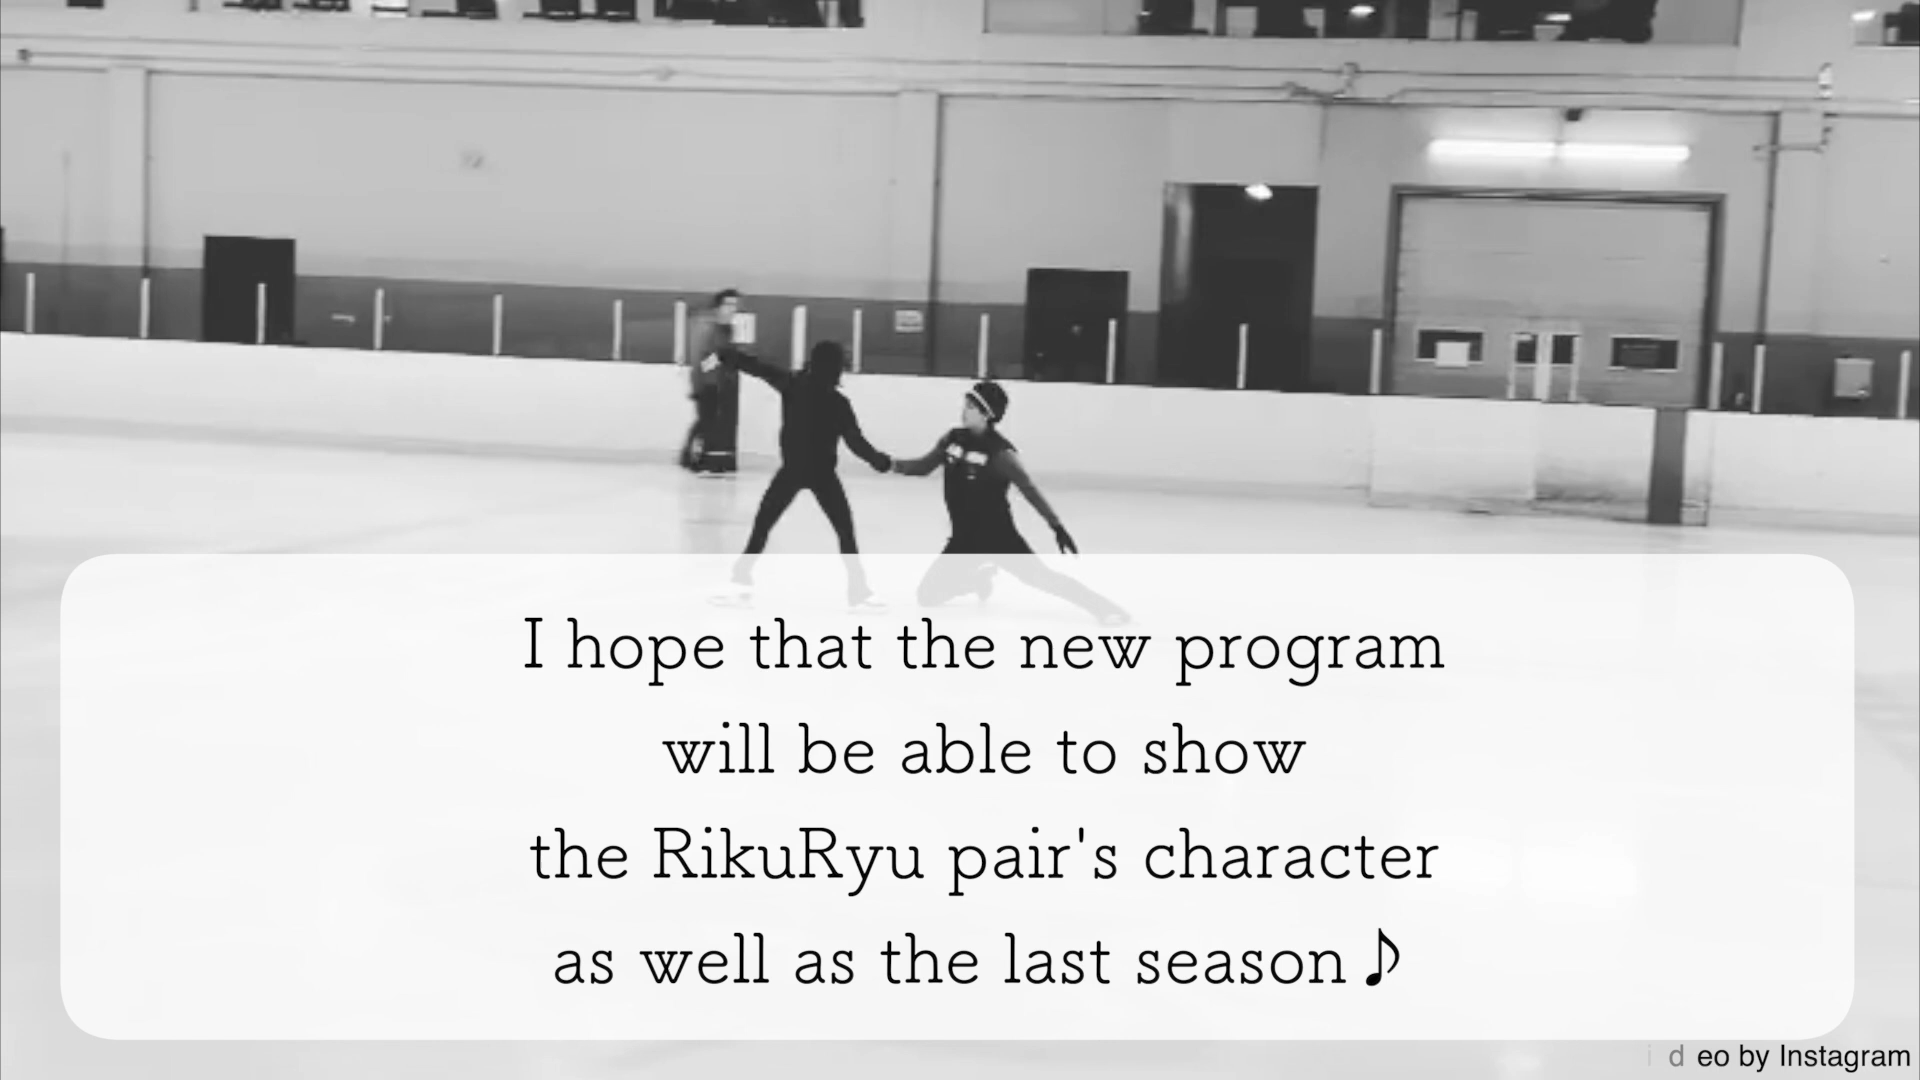 I hope that the new program
will be able to show
the RikuRyu pair's character
as well as the last season♪
ideo by Instagram